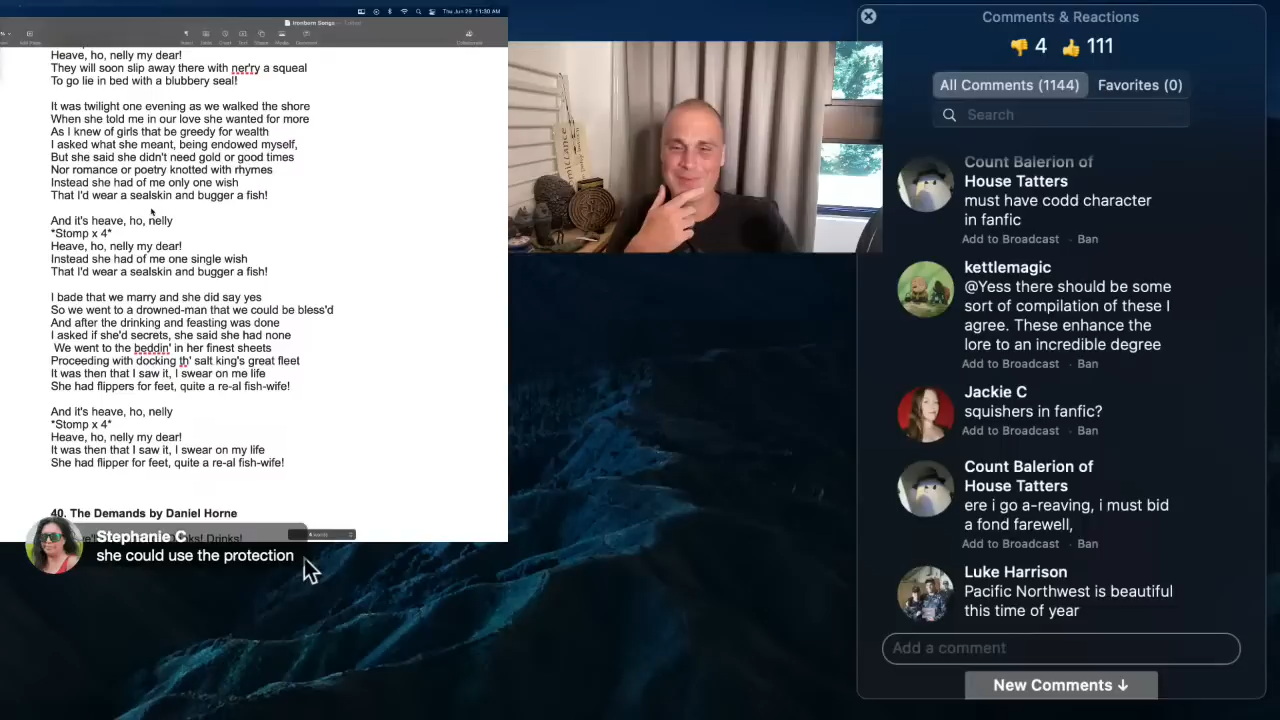 Thu Jun 29 11:30 AM
Ironborn Songs
Heave, ho, nelly my dear!
They will soon slip away there with ner'ry a squeal
To go lie in bed with a blubbery seal!
It was twilight one evening as we walked the shore
When she told me in our love she wanted for more
As I knew of girls that be greedy for wealth
I asked what she meant, being endowed myself,
But she said she didn't need gold or good times
Nor romance or poetry knotted with rhymes
Instead she had of me only one wish
That I'd wear a sealskin and bugger a fish!
And it's heave, ho, nelly
*Stomp x 4*
Heave, ho, nelly my dear!
Instead she had of me one single wish
That I'd wear a sealskin and bugger a fish!
I bade that we marry and she did say yes
So we went to a drowned-man that we could be bless'd
And after the drinking and feasting was done
I asked if she'd secrets, she said she had none
We went to the beddin' in her finest sheets
Proceeding with docking th' salt king's great fleet
It was then that I saw it, I swear on me life
She had flippers for feet, quite a re-al fish-wife!
And it's heave, ho, nelly
*Stomp x 4*
Heave, ho, nelly my dear!
It was then that I saw it, I swear on my life
She had flipper for feet, quite a re-al fish-wife!
40. The Demands by Daniel Horne
Stephanie C
she could use the protection
Comments & Reactions
👎 4 👍 111
All Comments (1144) Favorites (0)
Search
Count Balerion of
House Tatters
must have codd character
in fanfic
Add to Broadcast · Ban
kettlemagic
@Yess there should be some
sort of compilation of these I
agree. These enhance the
lore to an incredible degree
Add to Broadcast · Ban
Jackie C
squishers in fanfic?
Add to Broadcast · Ban
Count Balerion of
House Tatters
ere i go a-reaving, i must bid
a fond farewell,
Add to Broadcast · Ban
Luke Harrison
Pacific Northwest is beautiful
this time of year
Add a comment
New Comments ↓